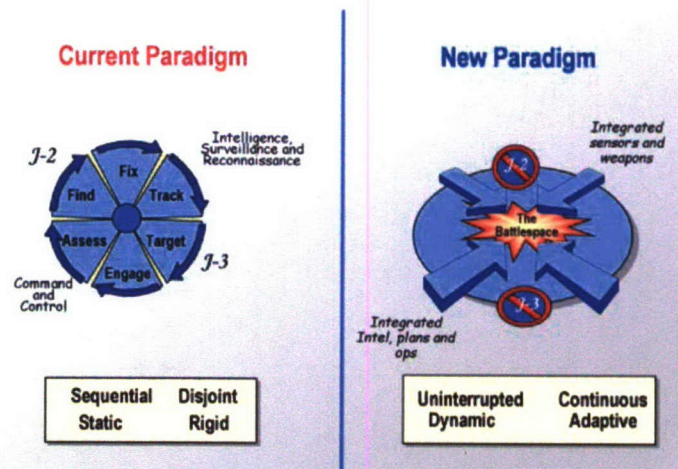 Current Paradigm
J-2
Intelligence,
Surveillance and
Reconnaissance
Fix
Find
Track
Assess
Target
Engage
J-3
Command
and
Control
Sequential Disjoint
Static Rigid
New Paradigm
Integrated
sensors and
weapons
J-2
The
Battlespace
J-3
Integrated
Intel, plans and
ops
Uninterrupted Continuous
Dynamic Adaptive